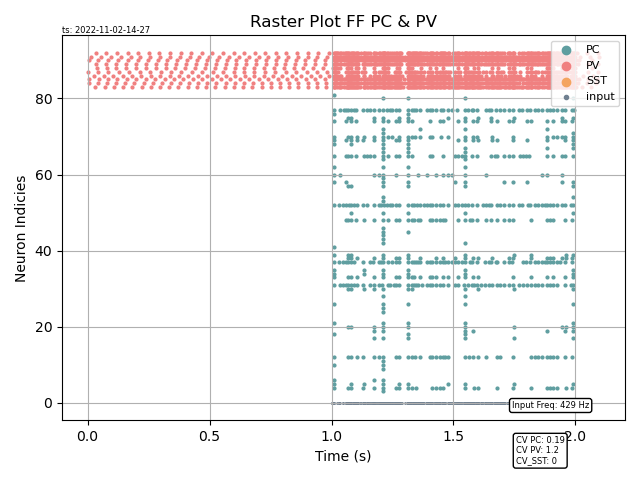 Raster Plot FF PC & PV
ts: 2022-11-02-14-27
PC
PV
SST
input
Neuron Indicies
80
60
40
20
0
Input Freq: 429 Hz
0.0 0.5 1.0 1.5 2.0
Time (s)
CV PC: 0.19
CV PV: 1.2
CV_SST: 0